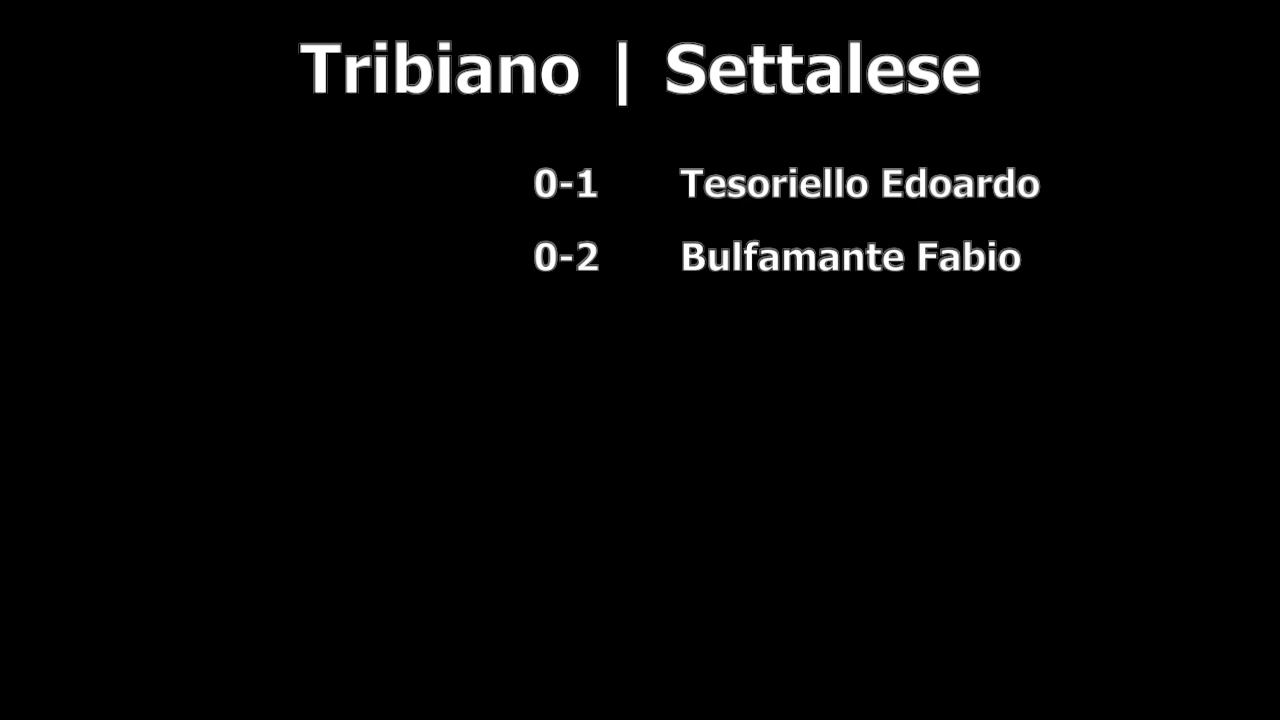 Tribiano | Settalese
0-1 Tesoriello Edoardo
0-2 Bulfamante Fabio